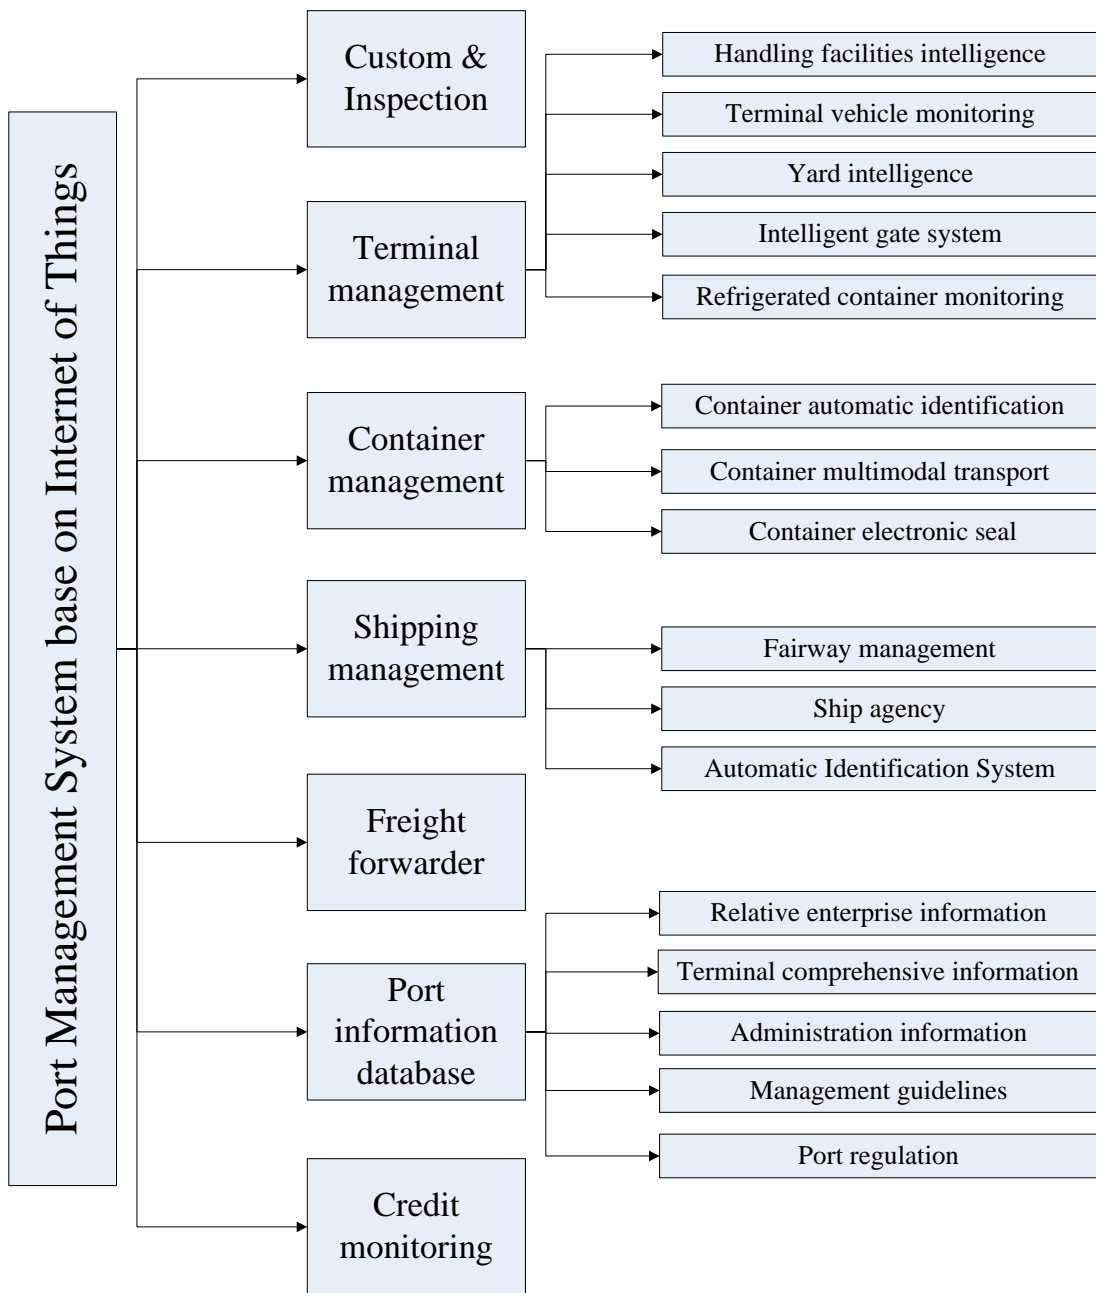 Port Management System base on Internet of Things
Custom &
Inspection
Terminal
management
Handling facilities intelligence
Terminal vehicle monitoring
Yard intelligence
Intelligent gate system
Refrigerated container monitoring
Container
management
Container automatic identification
Container multimodal transport
Container electronic seal
Shipping
management
Fairway management
Ship agency
Automatic Identification System
Freight
forwarder
Port
information
database
Relative enterprise information
Terminal comprehensive information
Administration information
Management guidelines
Port regulation
Credit
monitoring